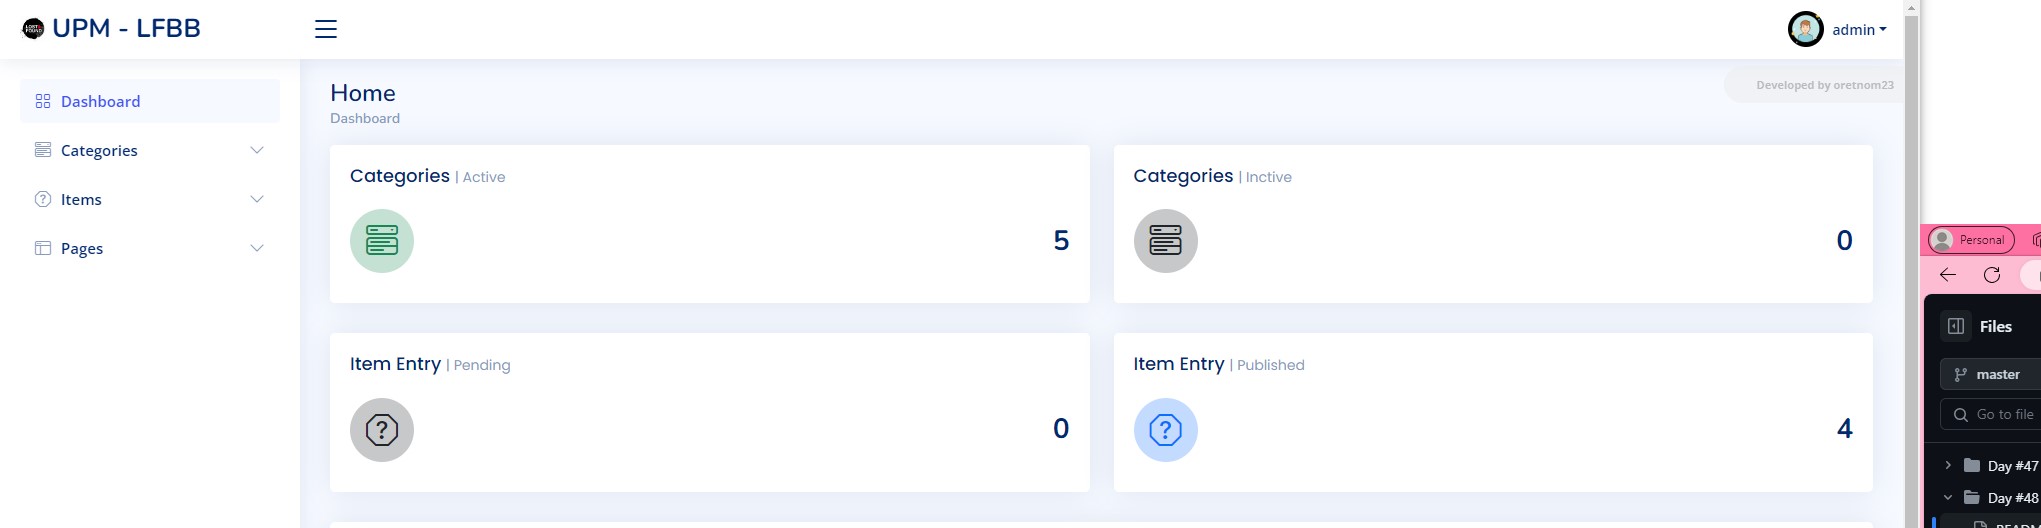 UPM - LFBB
admin
Dashboard
Categories
Items
Pages
Home
Dashboard
Developed by oretnom23
Categories | Active
5
Categories | Inctive
0
Item Entry | Pending
0
Item Entry | Published
4
Personal
Files
master
Go to file
Day #47
Day #48